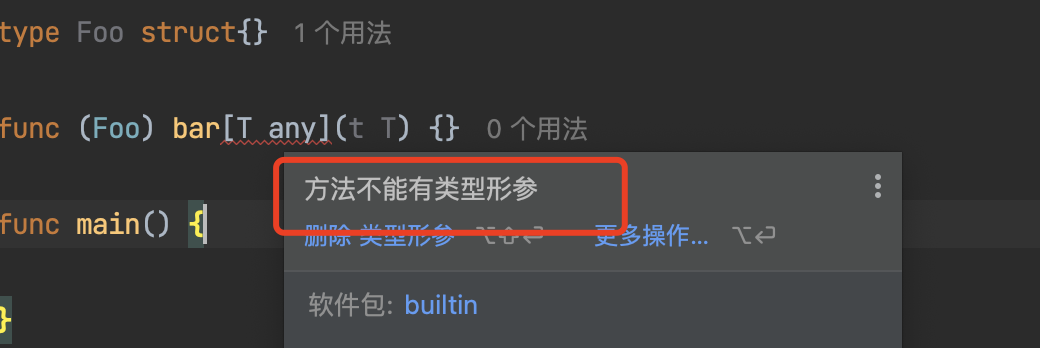 type Foo struct{} 1 个用法
func (Foo) bar[T any](t T) {} 0 个用法
方法不能有类型形参
func main() {
删除 类型形参 ⌥⇧⏎ 更多操作... ⌥⏎
软件包: builtin
}